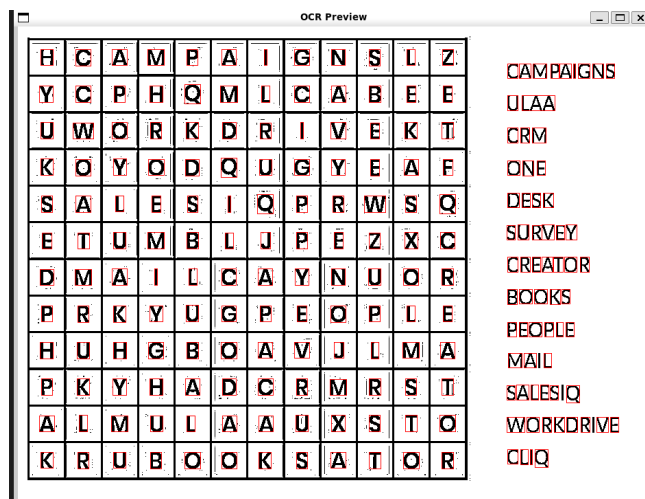 OCR Preview
H C A M P A I G N S L Z
Y C P H Q M L C A B E E
U W O R K D R I V E K T
K O Y O D Q U G Y E A F
S A L E S I Q P R W S Q
E T U M B L J P E Z X C
D M A I L C A Y N U O R
P R K Y U G P E O P L E
H U H G B O A V J L M A
P K Y H A D C R M R S T
A L M U L A A U X S T O
K R U B O O K S A T O R
CAMPAIGNS
ULAA
CRM
ONE
DESK
SURVEY
CREATOR
BOOKS
PEOPLE
MAIL
SALESIQ
WORKDRIVE
CLIQ